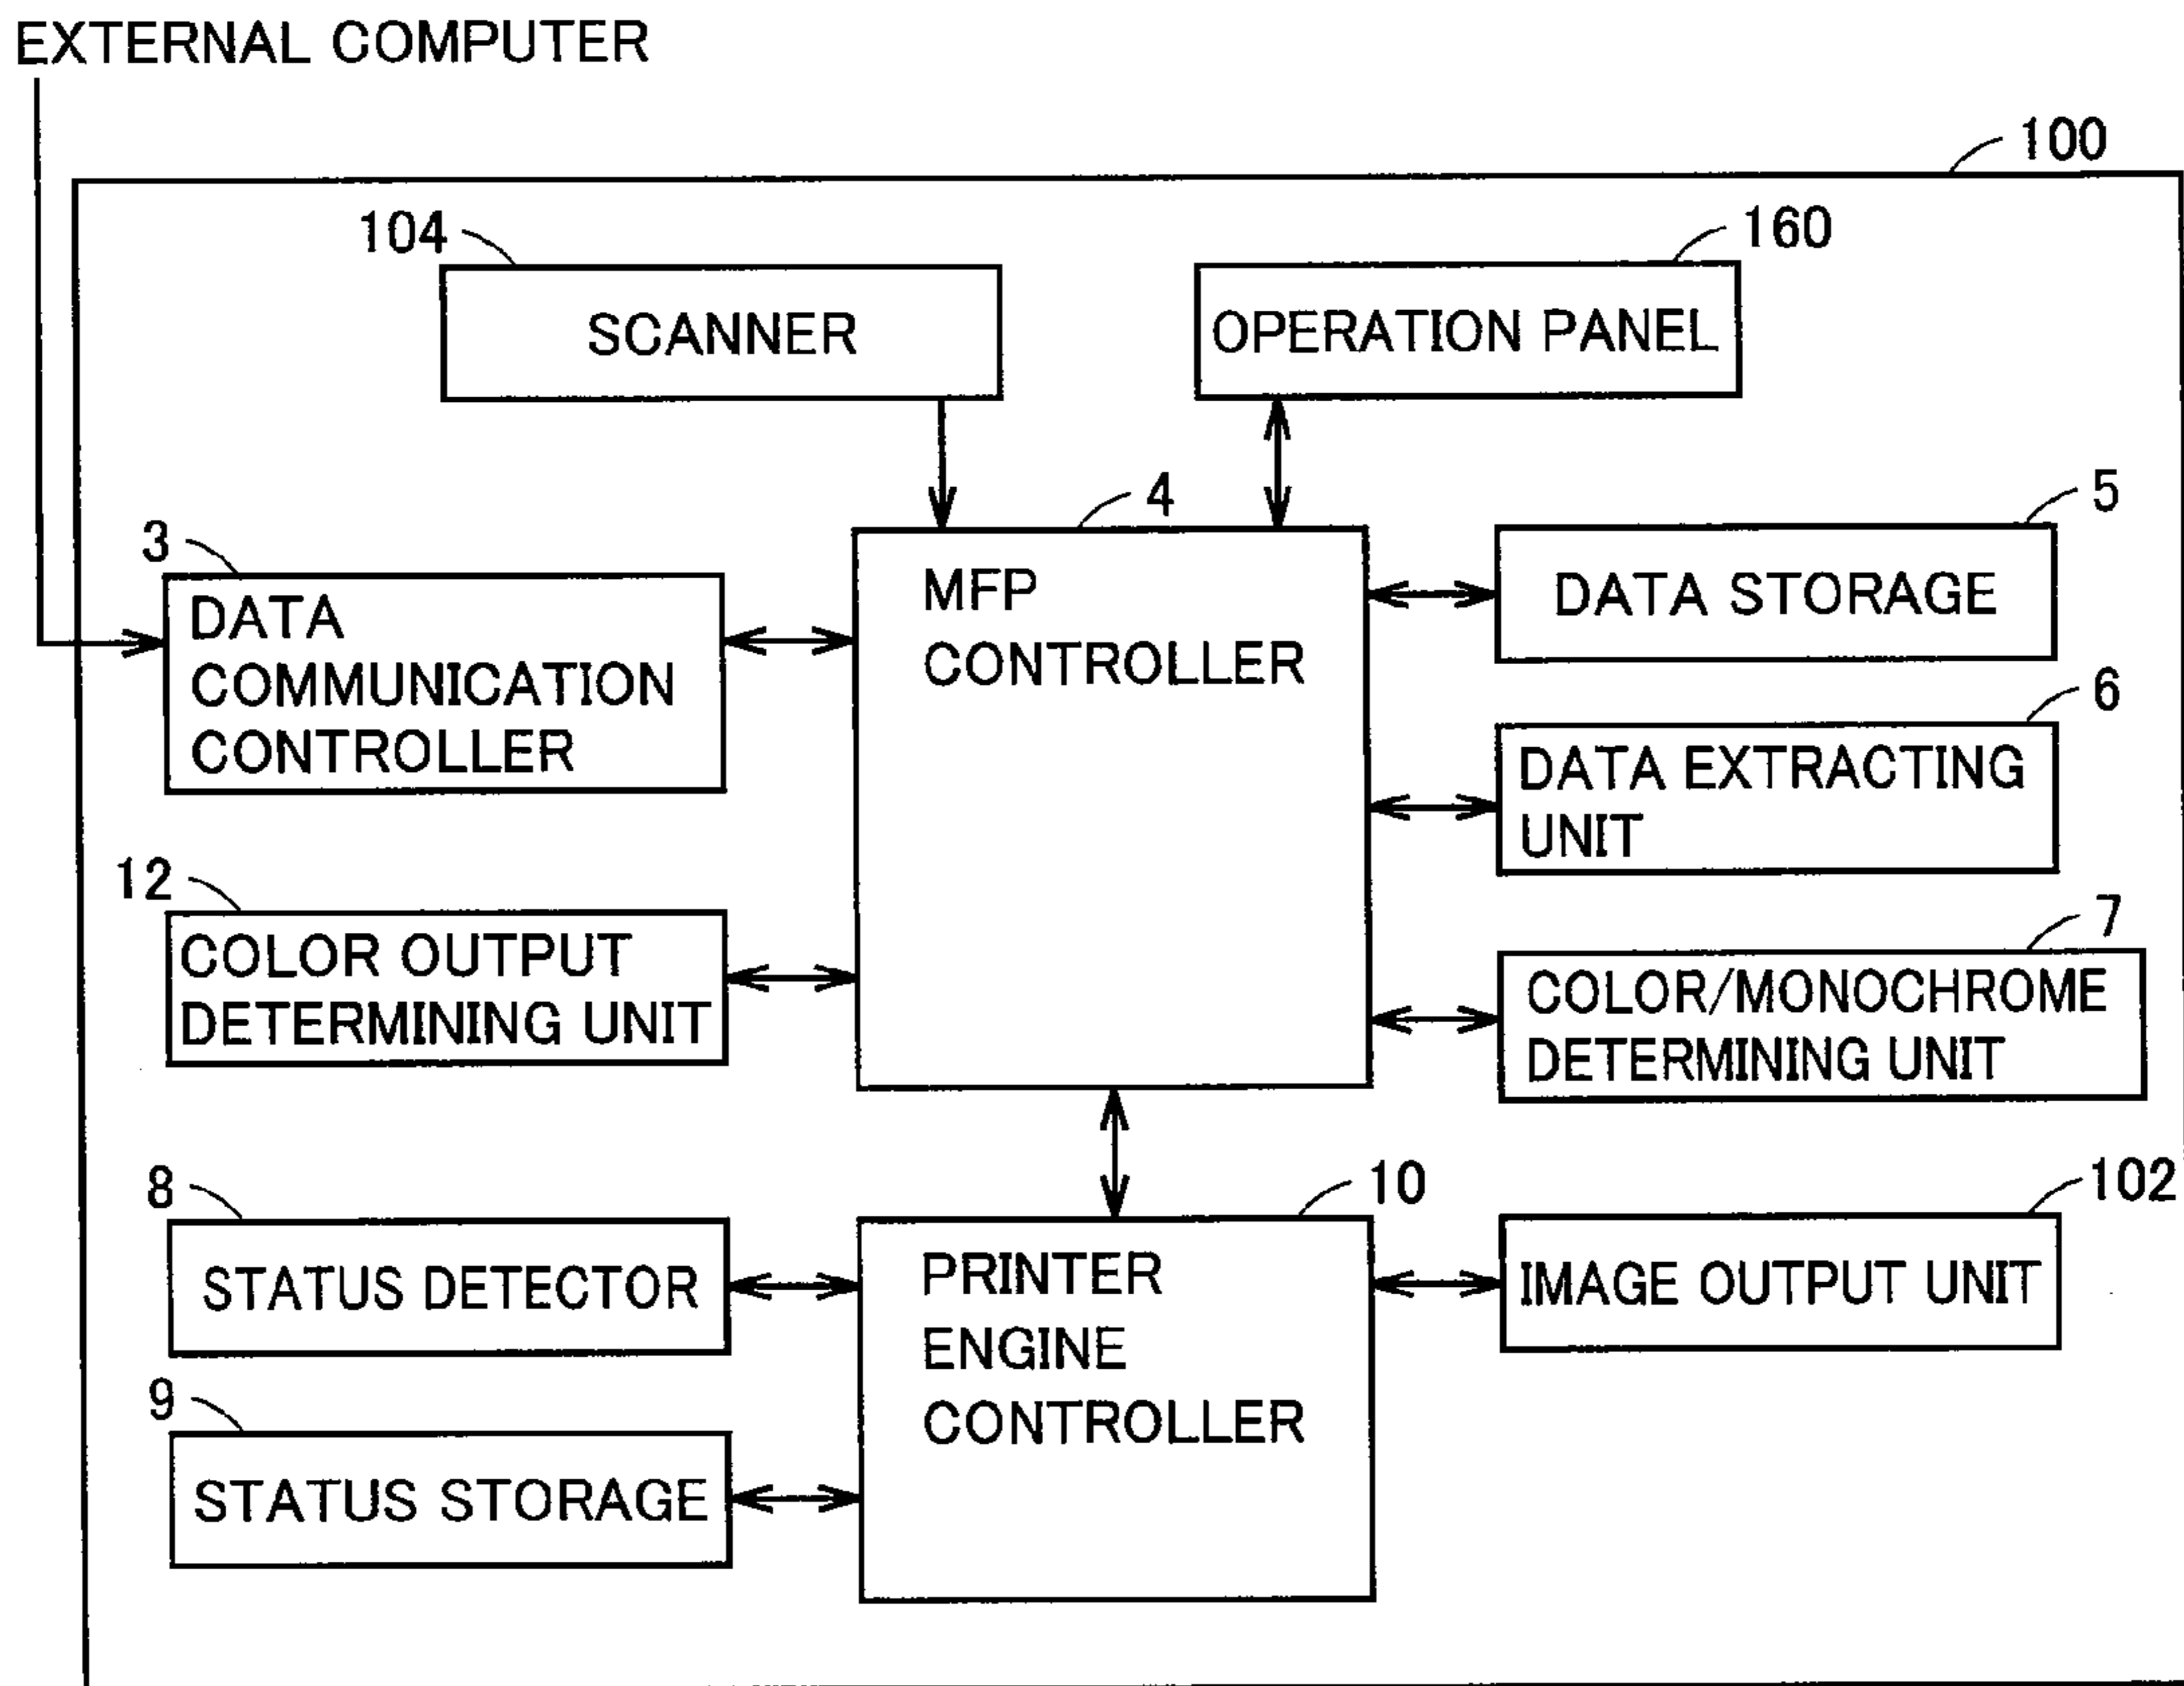 EXTERNAL COMPUTER
100
104
160
SCANNER
OPERATION PANEL
3
4
5
DATA
COMMUNICATION
CONTROLLER
MFP
CONTROLLER
DATA STORAGE
6
DATA EXTRACTING
UNIT
12
COLOR OUTPUT
DETERMINING UNIT
7
COLOR/MONOCHROME
DETERMINING UNIT
8
STATUS DETECTOR
10
PRINTER
ENGINE
CONTROLLER
102
IMAGE OUTPUT UNIT
9
STATUS STORAGE